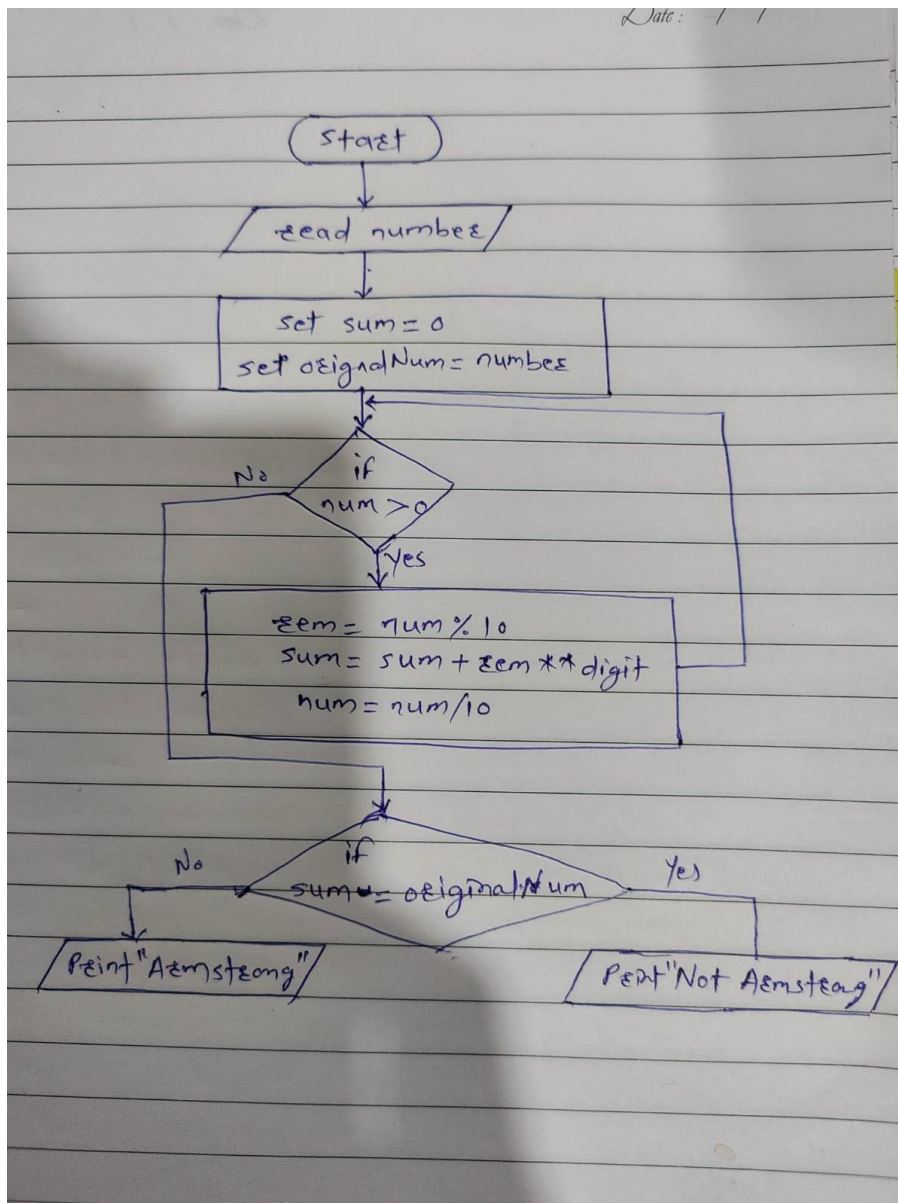 Date : / /
start
read number
set sum = 0
set orignalNum = number
if
num > 0
No
Yes
rem = num % 10
sum = sum + rem ** digit
num = num/10
if
sum = originalNum
No
Yes
Print "Armstrong"
Print "Not Armstrong"